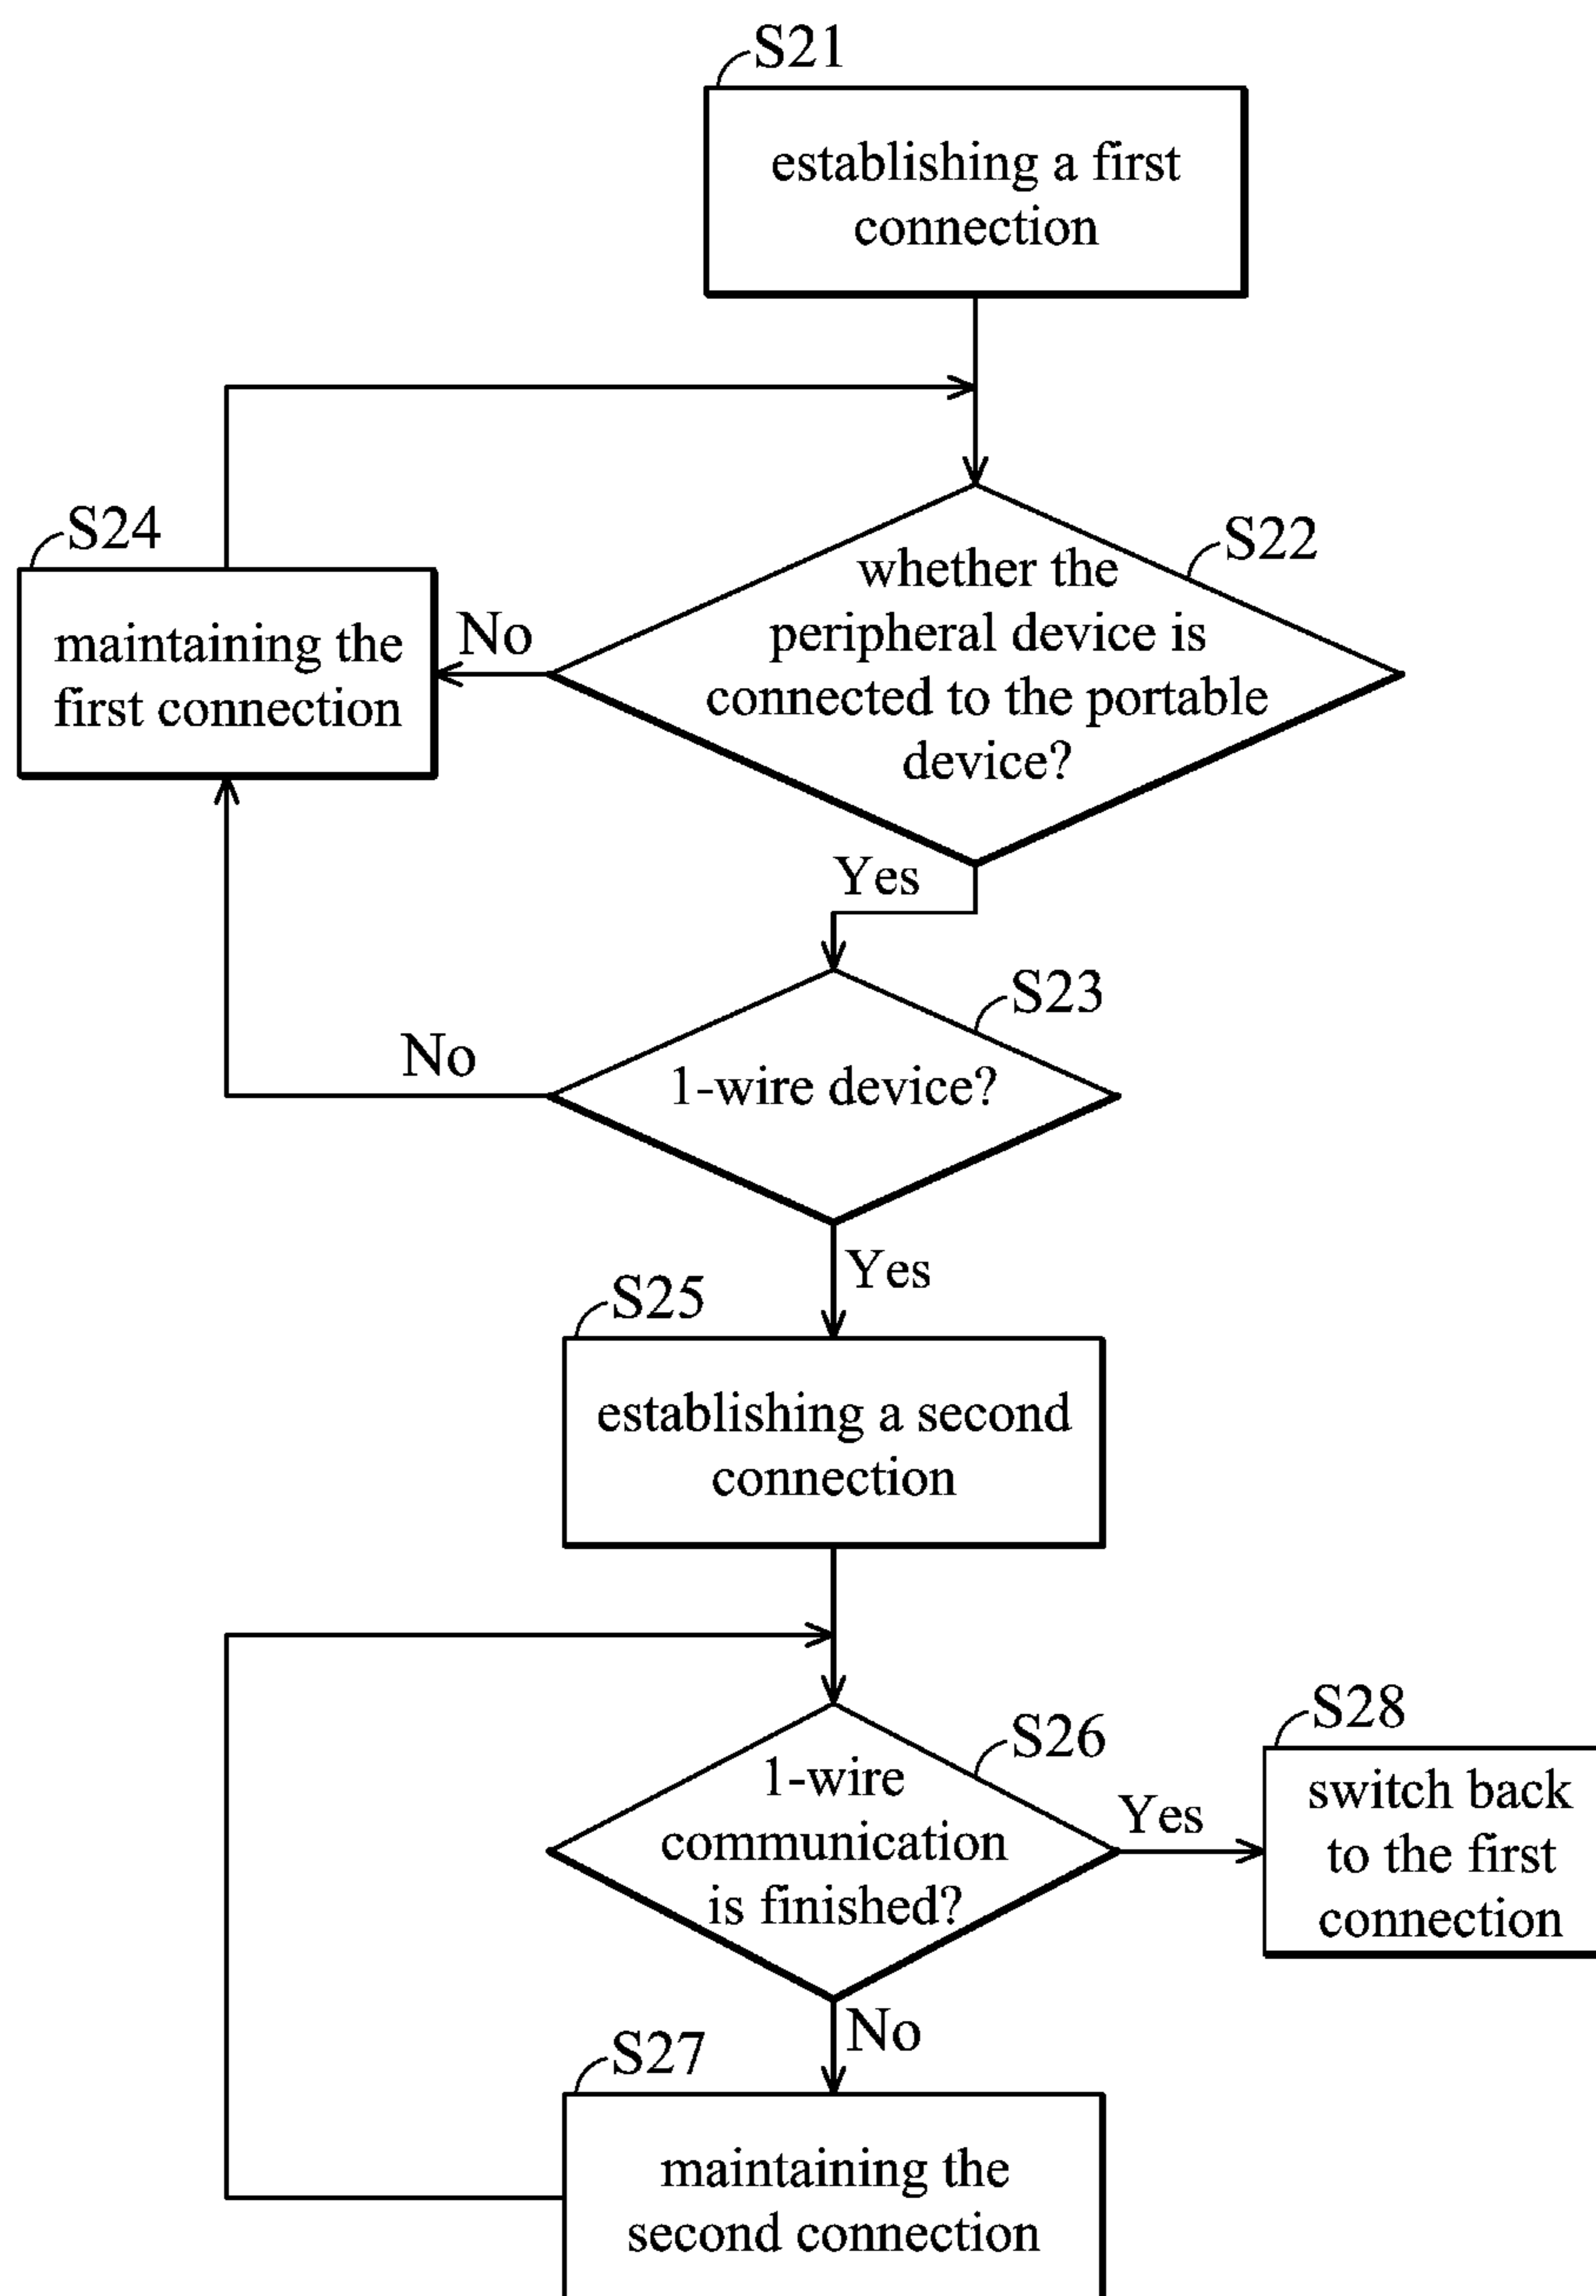 S21
establishing a first
connection
S22
whether the
peripheral device is
connected to the portable
device?
No
S24
maintaining the
first connection
Yes
S23
1-wire device?
No
Yes
S25
establishing a second
connection
S26
1-wire
communication
is finished?
Yes
S28
switch back
to the first
connection
No
S27
maintaining the
second connection